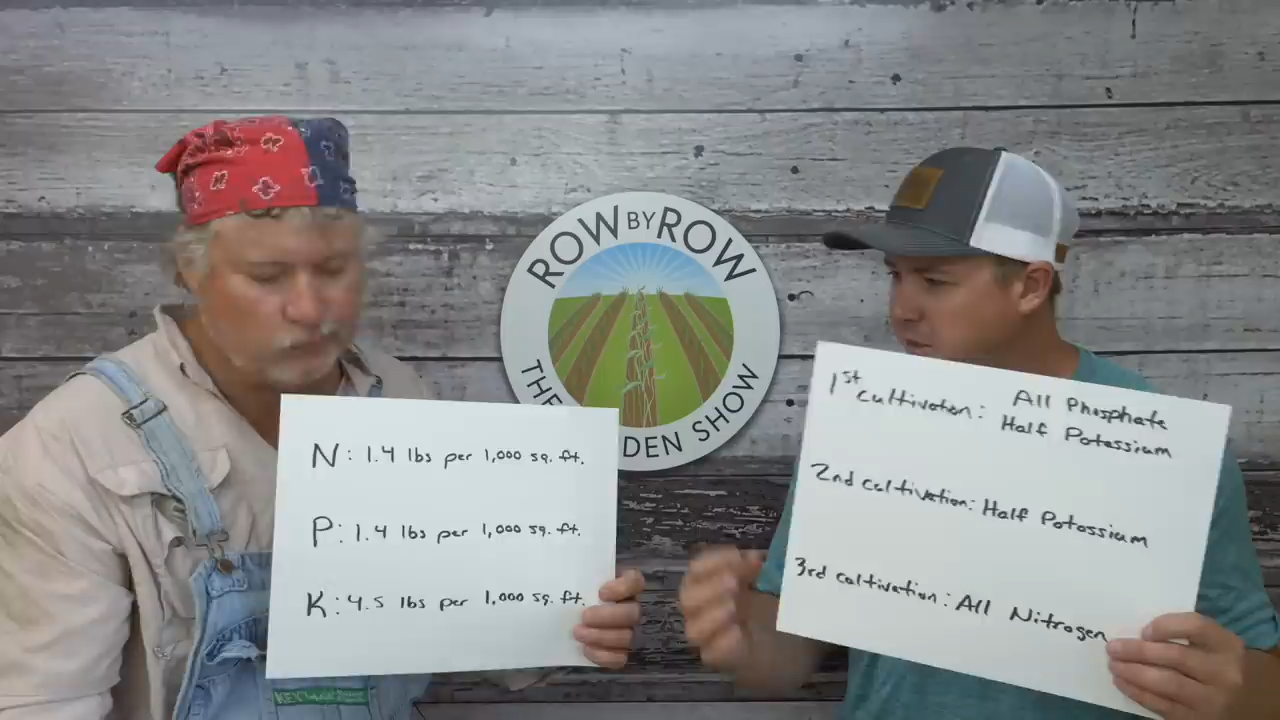 ROW BY ROW
THE
DEN SHOW
N: 1.4 lbs per 1,000 sq. ft.
P: 1.4 lbs per 1,000 sq. ft.
K: 4.5 lbs per 1,000 sq. ft.
1st cultivation: All Phosphate
Half Potassium
2nd cultivation: Half Potassium
3rd cultivation: All Nitrogen
KEY